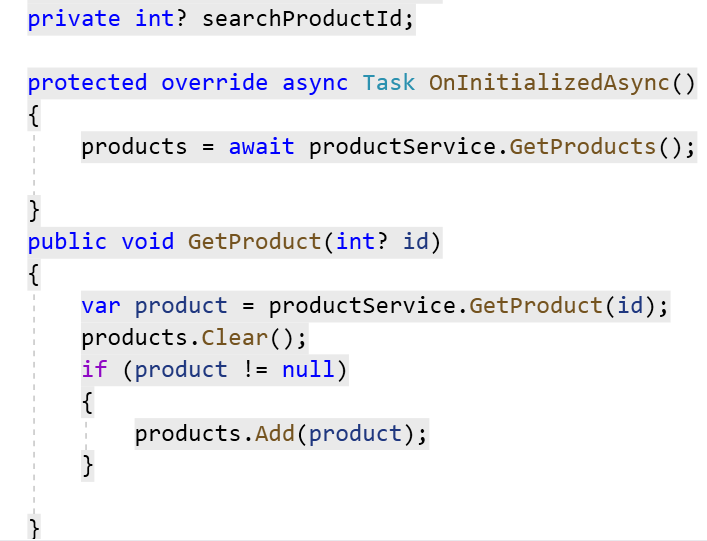 private int? searchProductId;
protected override async Task OnInitializedAsync()
{
products = await productService.GetProducts();
}
public void GetProduct(int? id)
{
var product = productService.GetProduct(id);
products.Clear();
if (product != null)
{
products.Add(product);
}
}